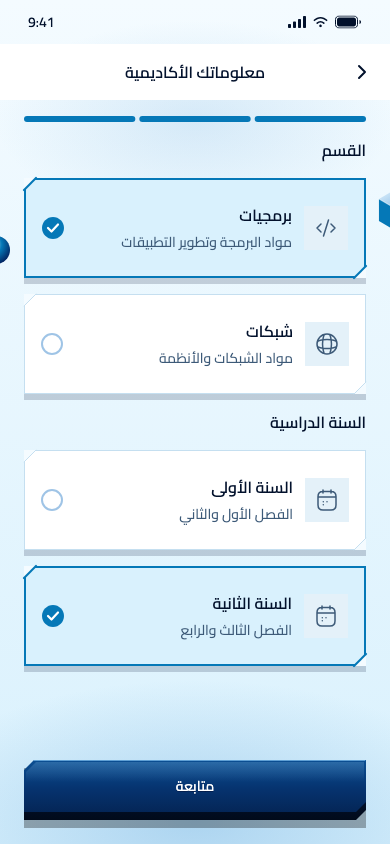 9:41
معلوماتك الأكاديمية
القسم
برمجيات
مواد البرمجة وتطوير التطبيقات
شبكات
مواد الشبكات والأنظمة
السنة الدراسية
السنة الأولى
الفصل الأول والثاني
السنة الثانية
الفصل الثالث والرابع
متابعة